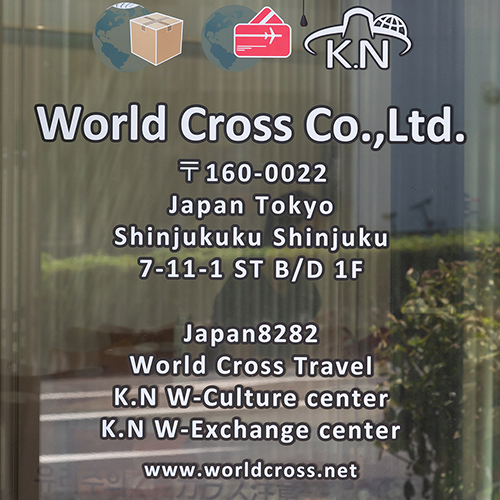 K.N
World Cross Co.,Ltd.
〒160-0022
Japan Tokyo
Shinjukuku Shinjuku
7-11-1 ST B/D 1F
Japan8282
World Cross Travel
K.N W-Culture center
K.N W-Exchange center
www.worldcross.net